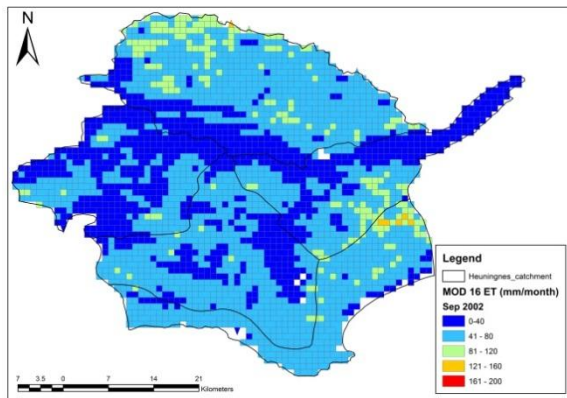 N
Legend
Heuningnes_catchment
MOD 16 ET (mm/month)
Sep 2002
0-40
41 - 80
81 - 120
121 - 160
161 - 200
7 3.5 0 7 14 21
Kilometers